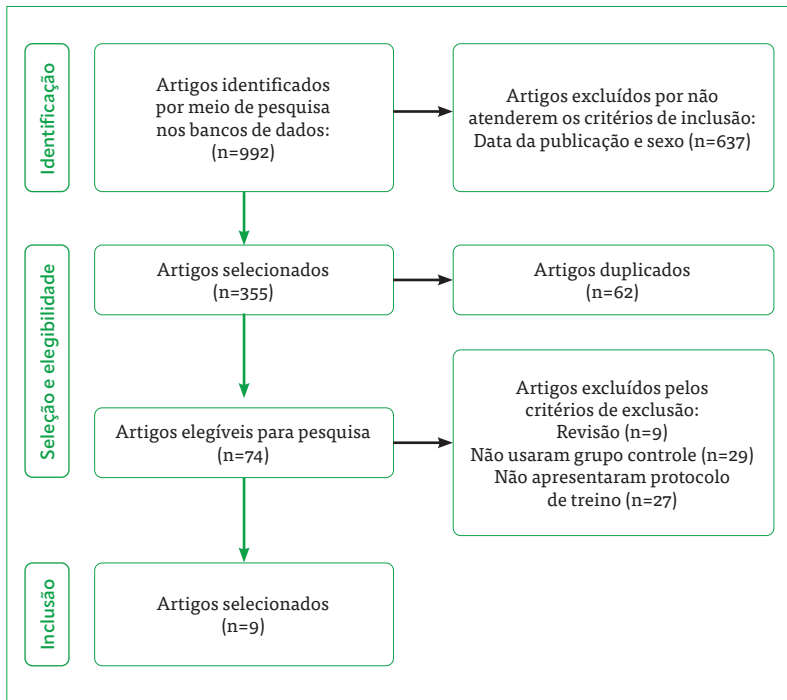 Identificação
Artigos identificados
por meio de pesquisa
nos bancos de dados:
(n=992)
Artigos excluídos por não
atenderem os critérios de inclusão:
Data da publicação e sexo (n=637)
Seleção e elegibilidade
Artigos selecionados
(n=355)
Artigos duplicados
(n=62)
Artigos elegíveis para pesquisa
(n=74)
Artigos excluídos pelos
critérios de exclusão:
Revisão (n=9)
Não usaram grupo controle (n=29)
Não apresentaram protocolo
de treino (n=27)
Inclusão
Artigos selecionados
(n=9)